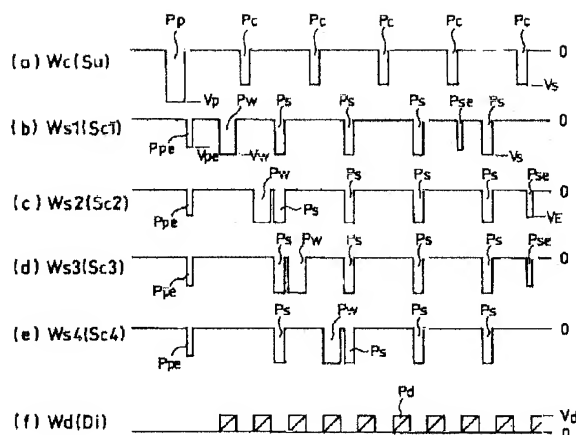 Pp Pc Pc Pc Pc Pc
(a) Wc(Su) 0
Vp Vs
Pw Ps Ps Ps Pse Ps
(b) Ws1(Sc1) 0
Ppe Vpe Vw Vs
Pw Ps Ps Ps Pse
(c) Ws2(Sc2) 0
Ppe Ps VE
Ps Pw Ps Ps Ps Pse
(d) Ws3(Sc3) 0
Ppe
Ps Pw Ps Ps
(e) Ws4(Sc4) 0
Ppe Ps
Pd
(f) Wd(Di) Vd
0